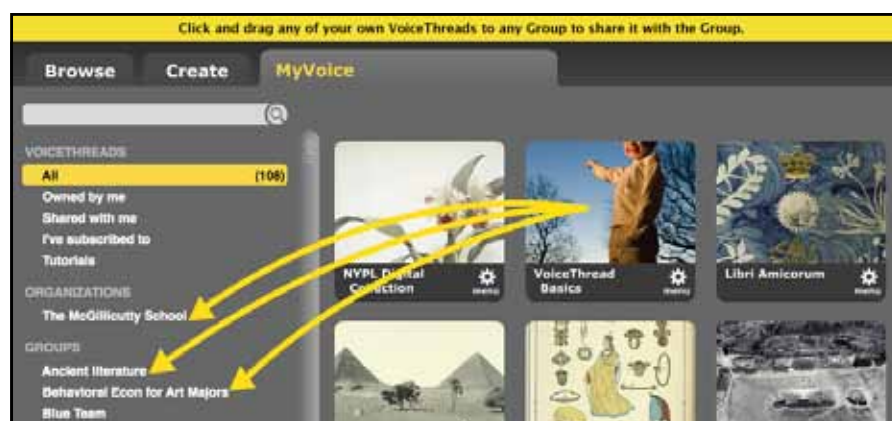 Click and drag any of your own VoiceThreads to any Group to share it with the Group.
Browse Create MyVoice
VOICETHREADS
All (108)
Owned by me
Shared with me
I've subscribed to
Tutorials
ORGANIZATIONS
The McGillicutty School
GROUPS
Ancient literature
Behavioral Econ for Art Majors
Blue Team
NYPL Digital
Collection
menu
VoiceThread
Basics
menu
Libri Amicorum
menu